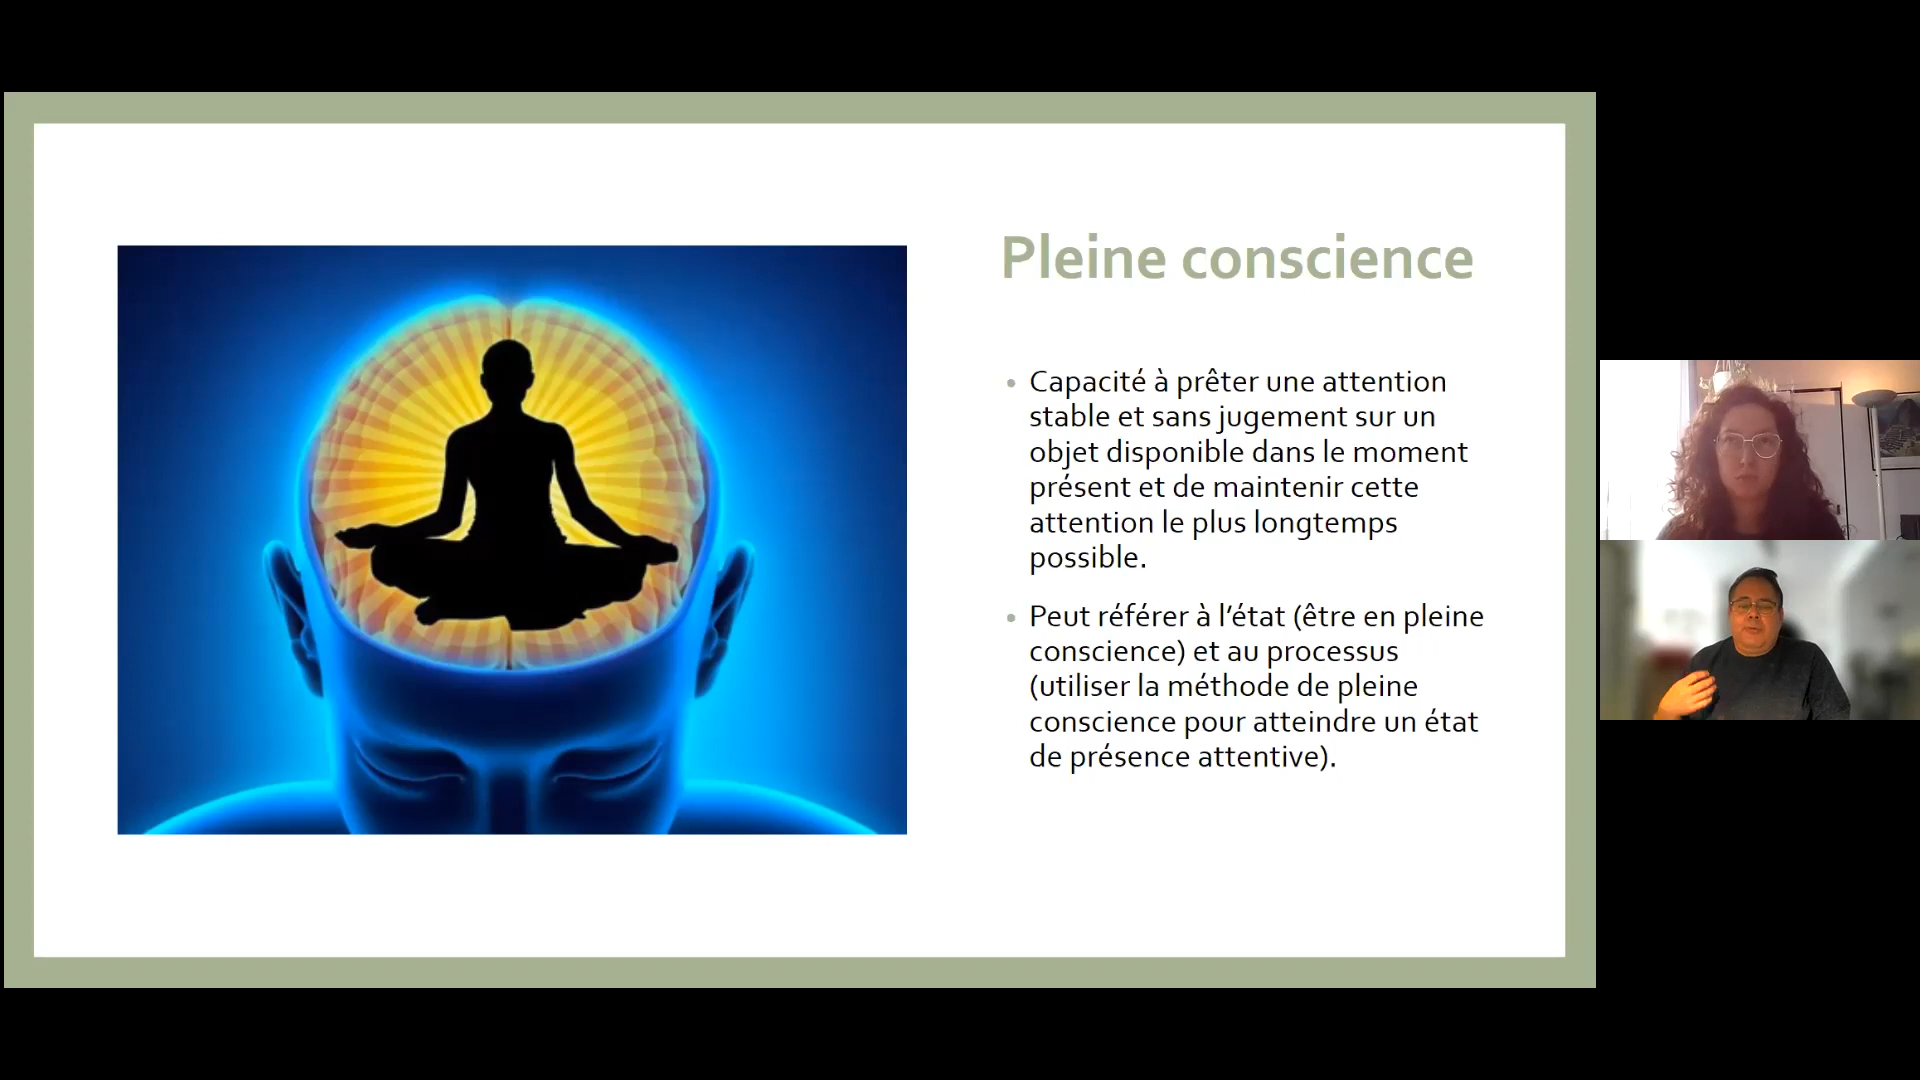 Pleine conscience
• Capacité à prêter une attention
stable et sans jugement sur un
objet disponible dans le moment
présent et de maintenir cette
attention le plus longtemps
possible.
• Peut référer à l’état (être en pleine
conscience) et au processus
(utiliser la méthode de pleine
conscience pour atteindre un état
de présence attentive).